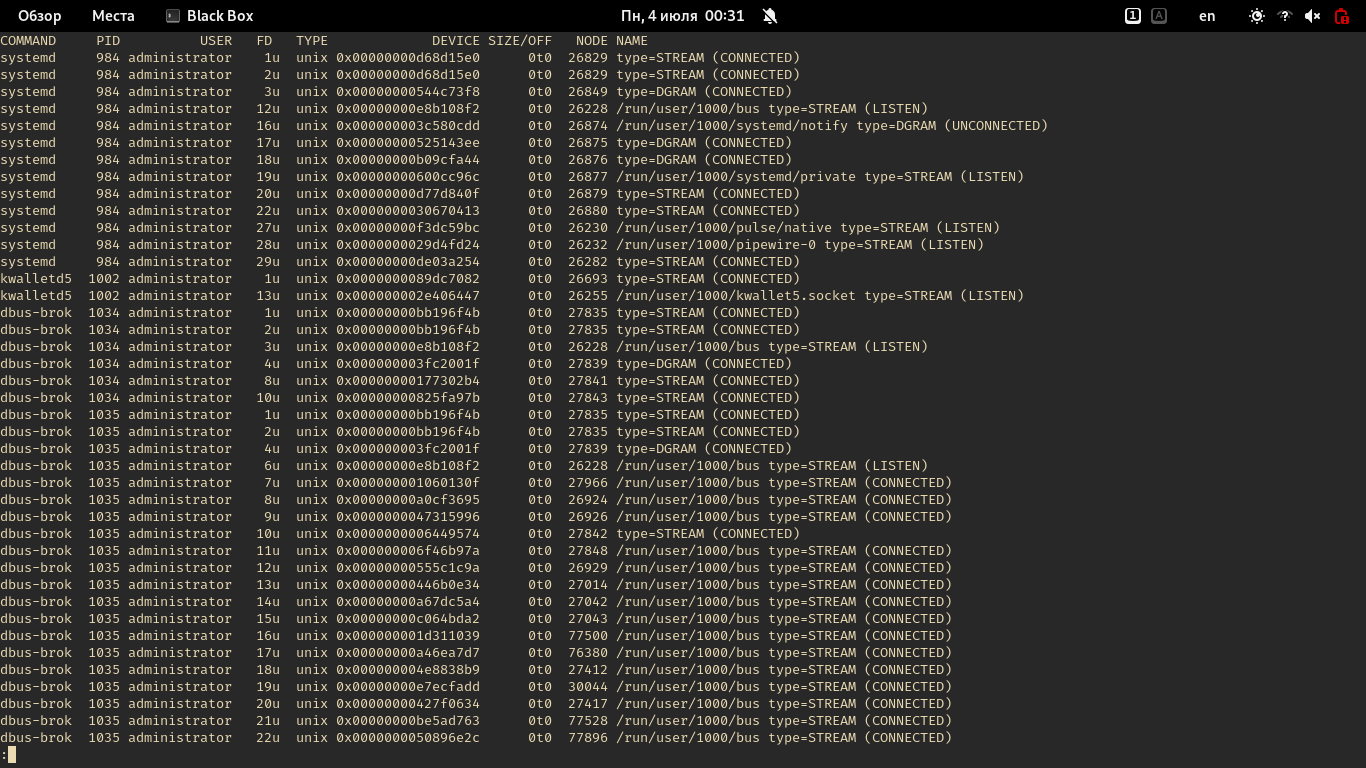 Обзор Места Black Box Пн, 4 июля 00:31 1 A en ?
COMMAND PID USER FD TYPE DEVICE SIZE/OFF NODE NAME
systemd 984 administrator 1u unix 0x00000000d68d15e0 0t0 26829 type=STREAM (CONNECTED)
systemd 984 administrator 2u unix 0x00000000d68d15e0 0t0 26829 type=STREAM (CONNECTED)
systemd 984 administrator 3u unix 0x00000000544c73f8 0t0 26849 type=DGRAM (CONNECTED)
systemd 984 administrator 12u unix 0x00000000e8b108f2 0t0 26228 /run/user/1000/bus type=STREAM (LISTEN)
systemd 984 administrator 16u unix 0x000000003c580cdd 0t0 26874 /run/user/1000/systemd/notify type=DGRAM (UNCONNECTED)
systemd 984 administrator 17u unix 0x00000000525143ee 0t0 26875 type=DGRAM (CONNECTED)
systemd 984 administrator 18u unix 0x00000000b09cfa44 0t0 26876 type=DGRAM (CONNECTED)
systemd 984 administrator 19u unix 0x00000000600cc96c 0t0 26877 /run/user/1000/systemd/private type=STREAM (LISTEN)
systemd 984 administrator 20u unix 0x00000000d77d840f 0t0 26879 type=STREAM (CONNECTED)
systemd 984 administrator 22u unix 0x0000000030670413 0t0 26880 type=STREAM (CONNECTED)
systemd 984 administrator 27u unix 0x00000000f3dc59bc 0t0 26230 /run/user/1000/pulse/native type=STREAM (LISTEN)
systemd 984 administrator 28u unix 0x0000000029d4fd24 0t0 26232 /run/user/1000/pipewire-0 type=STREAM (LISTEN)
systemd 984 administrator 29u unix 0x00000000de03a254 0t0 26282 type=STREAM (CONNECTED)
kwalletd5 1002 administrator 1u unix 0x0000000089dc7082 0t0 26693 type=STREAM (CONNECTED)
kwalletd5 1002 administrator 13u unix 0x000000002e406447 0t0 26255 /run/user/1000/kwallet5.socket type=STREAM (LISTEN)
dbus-brok 1034 administrator 1u unix 0x00000000bb196f4b 0t0 27835 type=STREAM (CONNECTED)
dbus-brok 1034 administrator 2u unix 0x00000000bb196f4b 0t0 27835 type=STREAM (CONNECTED)
dbus-brok 1034 administrator 3u unix 0x00000000e8b108f2 0t0 26228 /run/user/1000/bus type=STREAM (LISTEN)
dbus-brok 1034 administrator 4u unix 0x000000003fc2001f 0t0 27839 type=DGRAM (CONNECTED)
dbus-brok 1034 administrator 8u unix 0x00000000177302b4 0t0 27841 type=STREAM (CONNECTED)
dbus-brok 1034 administrator 10u unix 0x00000000825fa97b 0t0 27843 type=STREAM (CONNECTED)
dbus-brok 1035 administrator 1u unix 0x00000000bb196f4b 0t0 27835 type=STREAM (CONNECTED)
dbus-brok 1035 administrator 2u unix 0x00000000bb196f4b 0t0 27835 type=STREAM (CONNECTED)
dbus-brok 1035 administrator 4u unix 0x000000003fc2001f 0t0 27839 type=DGRAM (CONNECTED)
dbus-brok 1035 administrator 6u unix 0x00000000e8b108f2 0t0 26228 /run/user/1000/bus type=STREAM (LISTEN)
dbus-brok 1035 administrator 7u unix 0x000000001060130f 0t0 27966 /run/user/1000/bus type=STREAM (CONNECTED)
dbus-brok 1035 administrator 8u unix 0x00000000a0cf3695 0t0 26924 /run/user/1000/bus type=STREAM (CONNECTED)
dbus-brok 1035 administrator 9u unix 0x0000000047315996 0t0 26926 /run/user/1000/bus type=STREAM (CONNECTED)
dbus-brok 1035 administrator 10u unix 0x0000000006449574 0t0 27842 type=STREAM (CONNECTED)
dbus-brok 1035 administrator 11u unix 0x000000006f46b97a 0t0 27848 /run/user/1000/bus type=STREAM (CONNECTED)
dbus-brok 1035 administrator 12u unix 0x00000000555c1c9a 0t0 26929 /run/user/1000/bus type=STREAM (CONNECTED)
dbus-brok 1035 administrator 13u unix 0x00000000446b0e34 0t0 27014 /run/user/1000/bus type=STREAM (CONNECTED)
dbus-brok 1035 administrator 14u unix 0x00000000a67dc5a4 0t0 27042 /run/user/1000/bus type=STREAM (CONNECTED)
dbus-brok 1035 administrator 15u unix 0x00000000c064bda2 0t0 27043 /run/user/1000/bus type=STREAM (CONNECTED)
dbus-brok 1035 administrator 16u unix 0x000000001d311039 0t0 77500 /run/user/1000/bus type=STREAM (CONNECTED)
dbus-brok 1035 administrator 17u unix 0x00000000a46ea7d7 0t0 76380 /run/user/1000/bus type=STREAM (CONNECTED)
dbus-brok 1035 administrator 18u unix 0x000000004e8838b9 0t0 27412 /run/user/1000/bus type=STREAM (CONNECTED)
dbus-brok 1035 administrator 19u unix 0x00000000e7ecfadd 0t0 30044 /run/user/1000/bus type=STREAM (CONNECTED)
dbus-brok 1035 administrator 20u unix 0x00000000427f0634 0t0 27417 /run/user/1000/bus type=STREAM (CONNECTED)
dbus-brok 1035 administrator 21u unix 0x00000000be5ad763 0t0 77528 /run/user/1000/bus type=STREAM (CONNECTED)
dbus-brok 1035 administrator 22u unix 0x0000000050896e2c 0t0 77896 /run/user/1000/bus type=STREAM (CONNECTED)
: